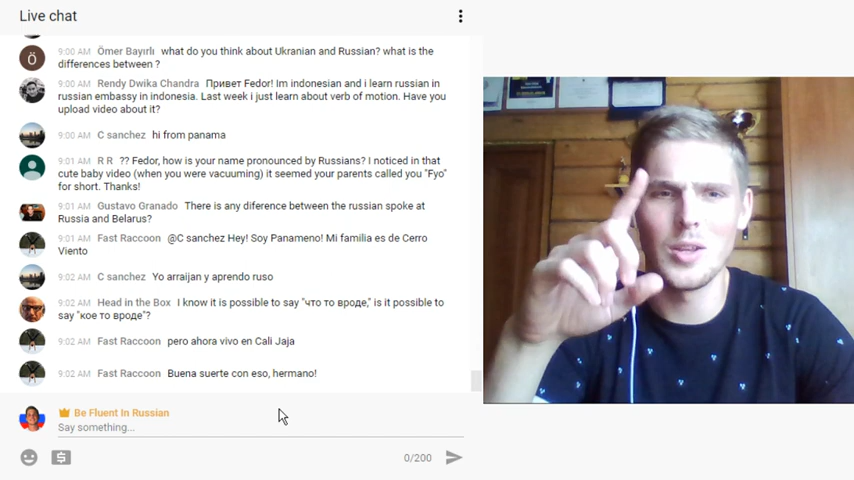 Live chat
Ö
9:00 AM Ömer Bayırlı what do you think about Ukranian and Russian? what is the
differences between ?
9:00 AM Rendy Dwika Chandra Привет Fedor! Im indonesian and i learn russian in
russian embassy in indonesia. Last week i just learn about verb of motion. Have you
upload video about it?
9:00 AM C sanchez hi from panama
9:01 AM R R ?? Fedor, how is your name pronounced by Russians? I noticed in that
cute baby video (when you were vacuuming) it seemed your parents called you "Fyo"
for short. Thanks!
9:01 AM Gustavo Granado There is any diference between the russian spoke at
Russia and Belarus?
9:01 AM Fast Raccoon @C sanchez Hey! Soy Panameno! Mi familia es de Cerro
Viento
9:02 AM C sanchez Yo arraijan y aprendo ruso
9:02 AM Head in the Box I know it is possible to say "что то вроде," is it possible to
say "кое то вроде"?
9:02 AM Fast Raccoon pero ahora vivo en Cali Jaja
9:02 AM Fast Raccoon Buena suerte con eso, hermano!
Be Fluent In Russian
Say something...
$
0/200